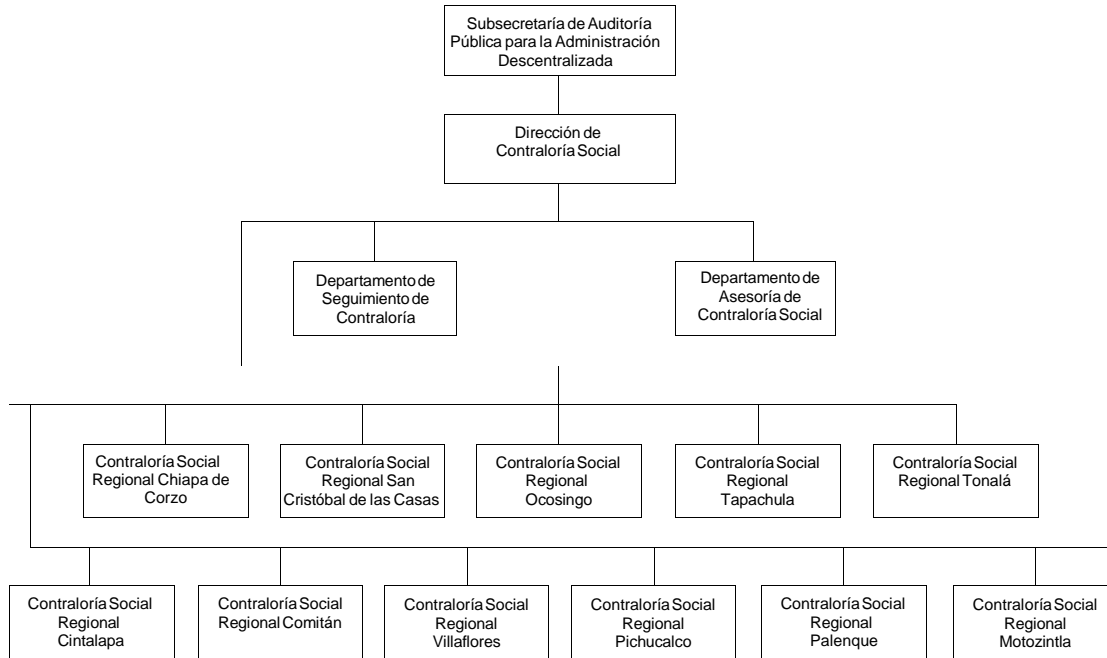 Subsecretaría de Auditoría
Pública para la Administración
Descentralizada
Dirección de
Contraloría Social
Departamento de
Seguimiento de
Contraloría
Departamento de
Asesoría de
Contraloría Social
Contraloría Social
Regional Chiapa de
Corzo
Contraloría Social
Regional San
Cristóbal de las Casas
Contraloría Social
Regional
Ocosingo
Contraloría Social
Regional
Tapachula
Contraloría Social
Regional Tonalá
Contraloría Social
Regional
Cintalapa
Contraloría Social
Regional Comitán
Contraloría Social
Regional
Villaflores
Contraloría Social
Regional
Pichucalco
Contraloría Social
Regional
Palenque
Contraloría Social
Regional
Motozintla